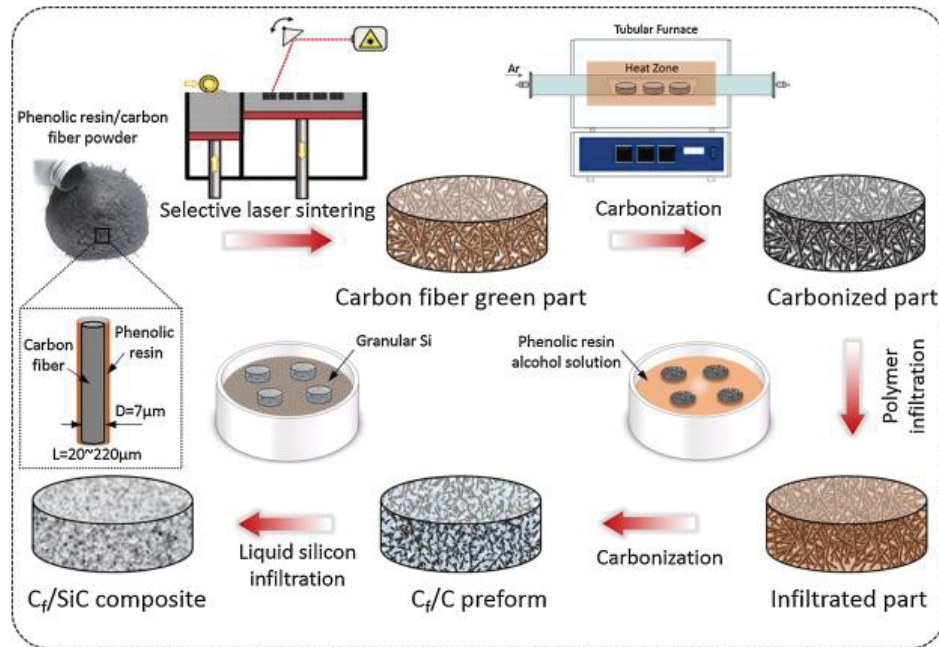 Tubular Furnace
Heat Zone
Ar
Phenolic resin/carbon
fiber powder
Selective laser sintering
Carbonization
Carbon fiber green part
Carbonized part
Carbon
fiber
Phenolic
resin
D=7μm
L=20~220μm
Granular Si
Phenolic resin
alcohol solution
Polymer
infiltration
Liquid silicon
infiltration
Carbonization
Cf/SiC composite
Cf/C preform
Infiltrated part